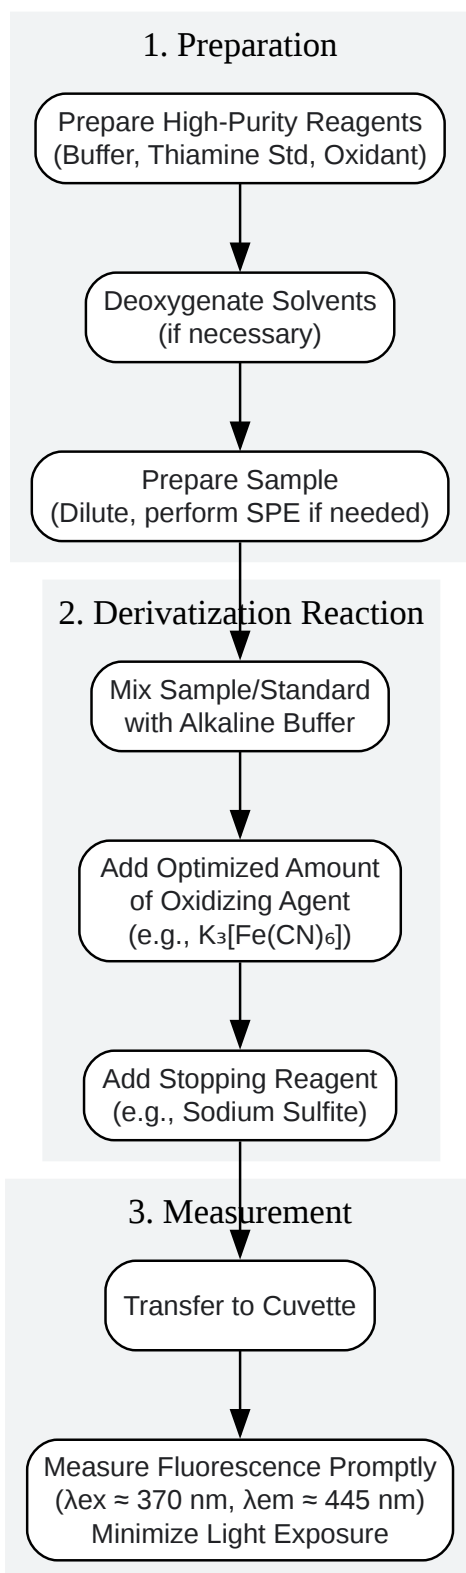 1. Preparation
Prepare High-Purity Reagents
(Buffer, Thiamine Std, Oxidant)
Deoxygenate Solvents
(if necessary)
Prepare Sample
(Dilute, perform SPE if needed)
2. Derivatization Reaction
Mix Sample/Standard
with Alkaline Buffer
Add Optimized Amount
of Oxidizing Agent
(e.g., K₃[Fe(CN)₆])
Add Stopping Reagent
(e.g., Sodium Sulfite)
3. Measurement
Transfer to Cuvette
Measure Fluorescence Promptly
(λex ≈ 370 nm, λem ≈ 445 nm)
Minimize Light Exposure